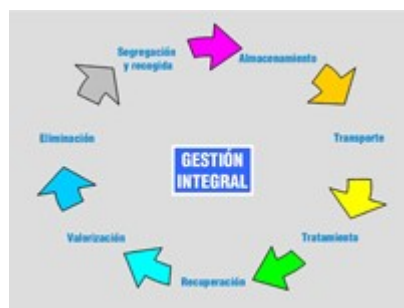 Segregación
y recogida
Almacenamiento
Transporte
Tratamiento
Recuperación
Valorización
Eliminación
GESTIÓN
INTEGRAL